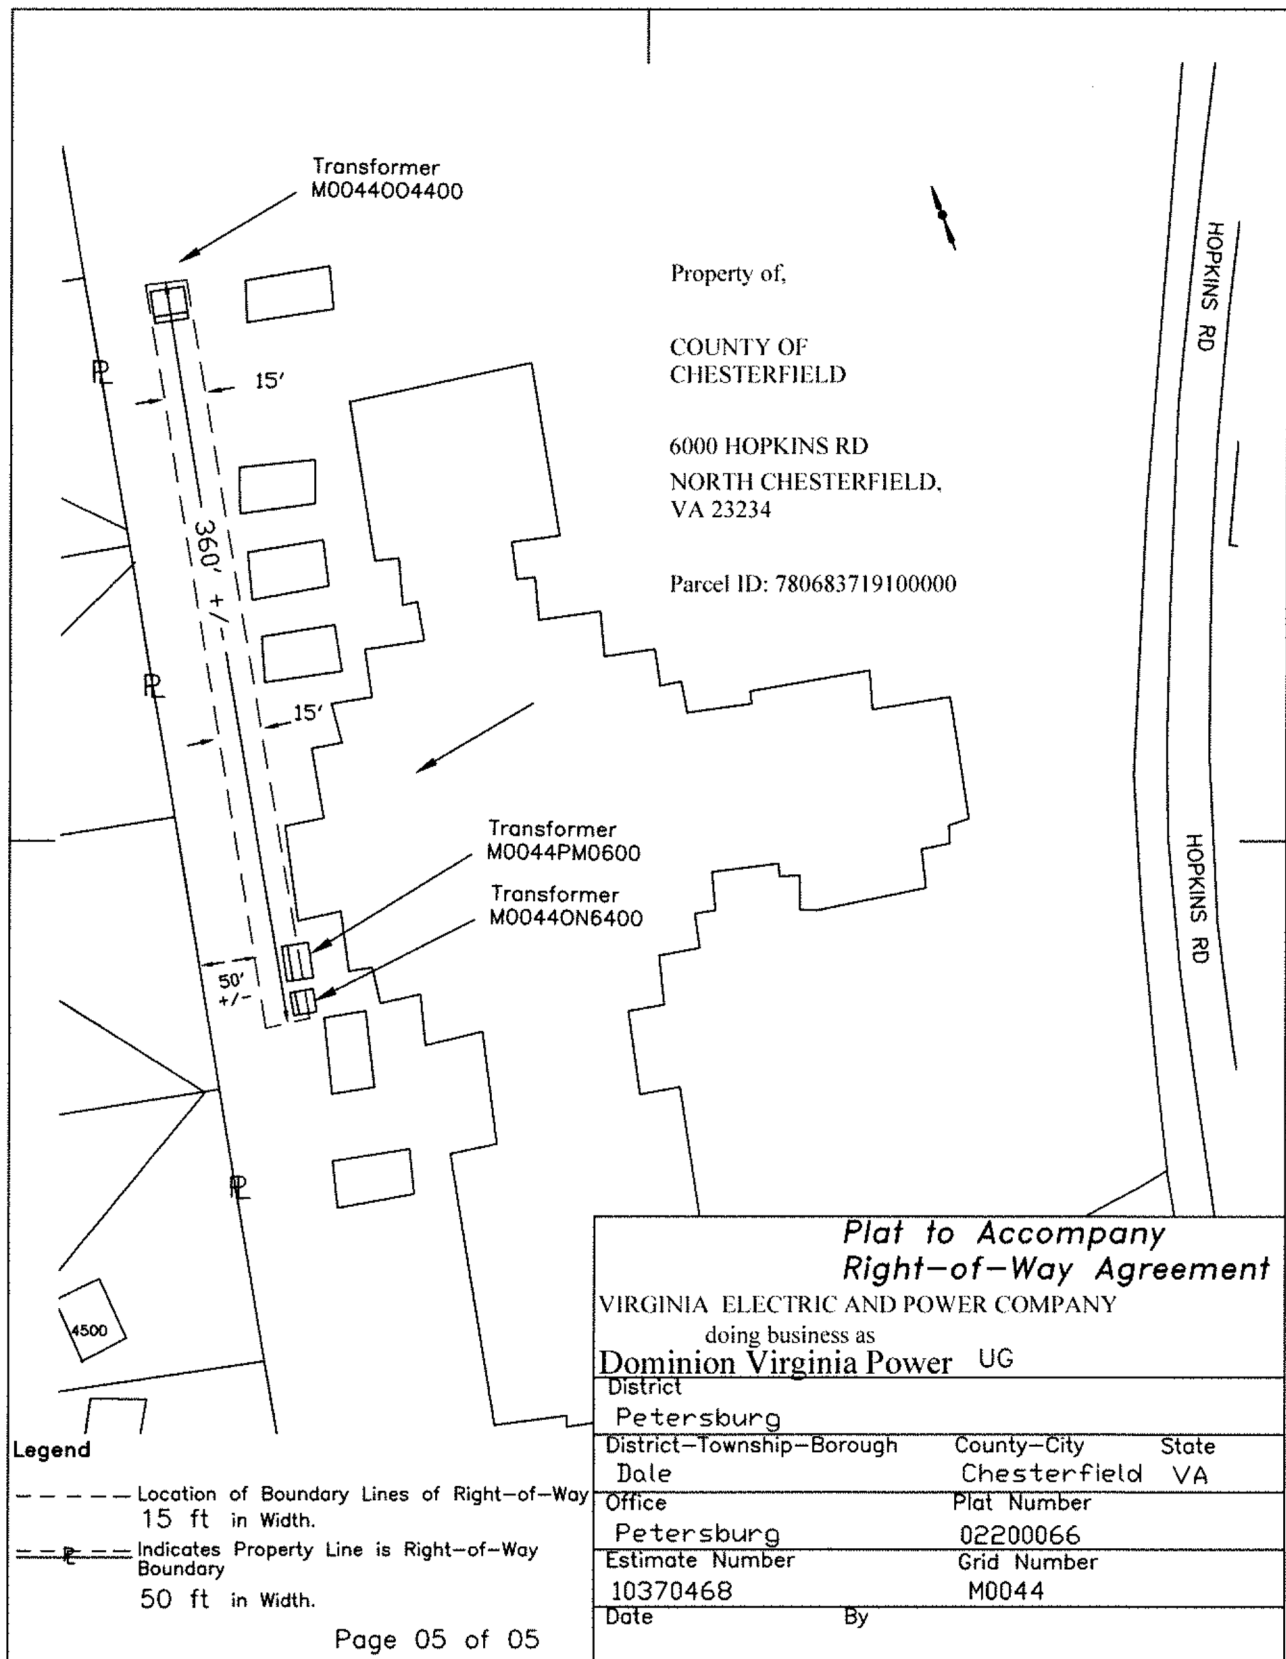 Transformer
M0044OO4400
HOPKINS RD
Property of,
COUNTY OF
CHESTERFIELD
15'
6000 HOPKINS RD
NORTH CHESTERFIELD,
VA 23234
360' +/
Parcel ID: 780683719100000
15'
Transformer
M0044PM0600
Transformer
M0044ON6400
HOPKINS RD
50'
+/-
4500
Plat to Accompany
Right-of-Way Agreement
VIRGINIA ELECTRIC AND POWER COMPANY
doing business as
Dominion Virginia Power UG
District
Petersburg
District-Township-Borough County-City State
Dale Chesterfield VA
Office Plat Number
Petersburg 02200066
Estimate Number Grid Number
10370468 M0044
Date By
Legend
Location of Boundary Lines of Right-of-Way
15 ft in Width.
Indicates Property Line is Right-of-Way
Boundary
50 ft in Width.
Page 05 of 05